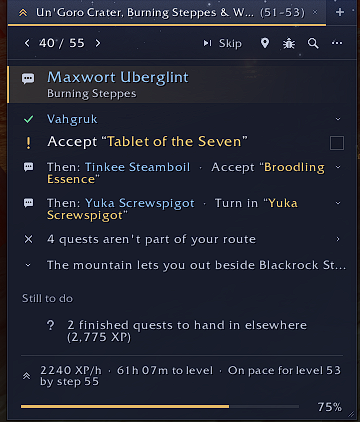 Un'Goro Crater, Burning Steppes & W... (51-53)
40 / 55 Skip
Maxwort Uberglint
Burning Steppes
Vahgruk
Accept "Tablet of the Seven"
Then: Tinkee Steamboil · Accept "Broodling
Essence"
Then: Yuka Screwspigot · Turn in "Yuka
Screwspigot"
4 quests aren't part of your route
The mountain lets you out beside Blackrock St...
Still to do
? 2 finished quests to hand in elsewhere
(2,775 XP)
2240 XP/h · 61h 07m to level · On pace for level 53
by step 55
75%